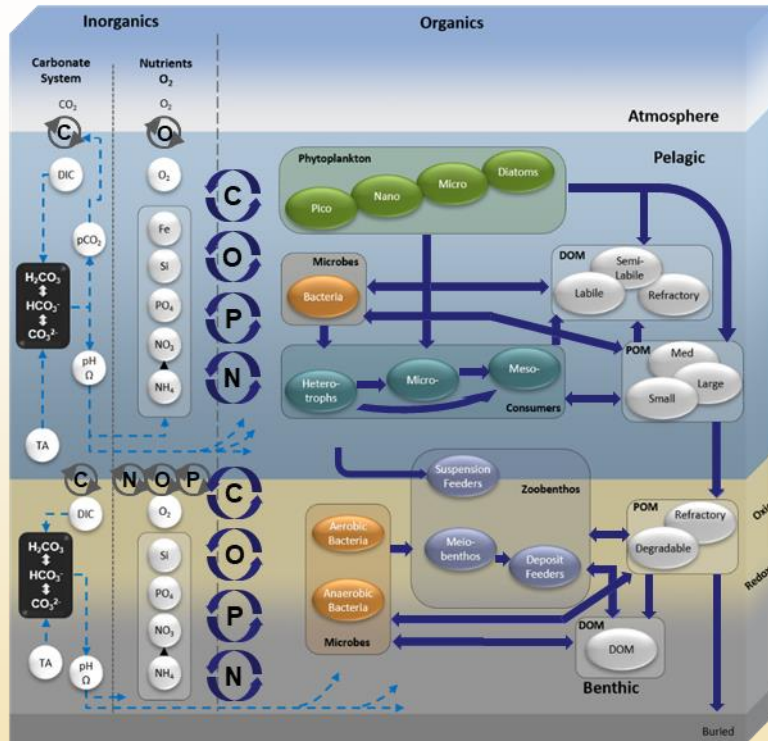 Inorganics
Organics
Carbonate
System
Nutrients
O₂
CO₂
O₂
C
O
Atmosphere
Pelagic
DIC
O₂
pCO₂
H₂CO₃
HCO₃⁻
CO₃²⁻
pH
Ω
TA
Fe
Si
PO₄
NO₃
NH₄
C
O
P
N
Phytoplankton
Pico
Nano
Micro
Diatoms
Microbes
Bacteria
DOM
Semi-
Labile
Labile
Refractory
POM
Med
Large
Small
Hetero-
trophs
Micro-
Meso-
Consumers
C
N
O
P
DIC
O₂
H₂CO₃
HCO₃⁻
CO₃²⁻
TA
pH
Ω
Si
PO₄
NO₃
NH₄
C
O
P
N
Suspension
Feeders
Zoobenthos
Meio-
benthos
Deposit
Feeders
Aerobic
Bacteria
Anaerobic
Bacteria
Microbes
POM
Refractory
Degradable
DOM
DOM
Benthic
Redox
Buried